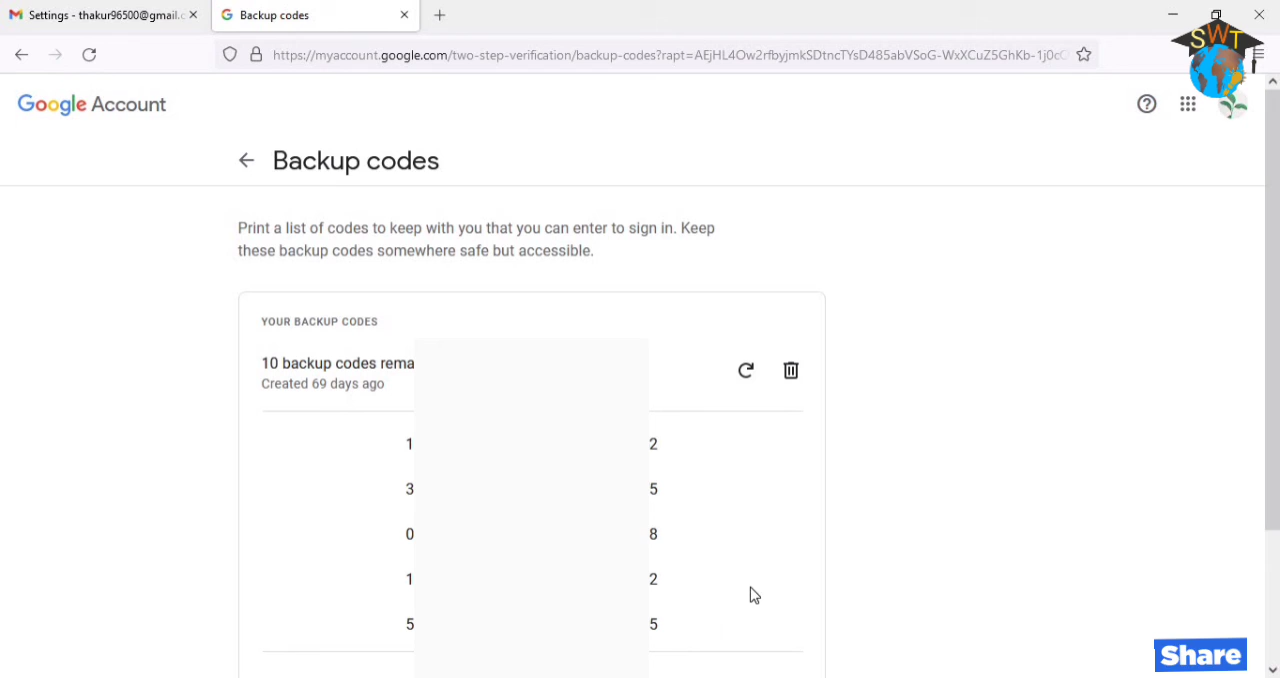 Settings - thakur96500@gmail.c
Backup codes
https://myaccount.google.com/two-step-verification/backup-codes?rapt=AEjHL4Ow2rfbyjmkSDtncTYsD485abVSoG-WxXCuZ5GhKb-1j0c
SWT
Google Account
Backup codes
Print a list of codes to keep with you that you can enter to sign in. Keep
these backup codes somewhere safe but accessible.
YOUR BACKUP CODES
10 backup codes rema
Created 69 days ago
1 2
3 5
0 8
1 2
5 5
Share